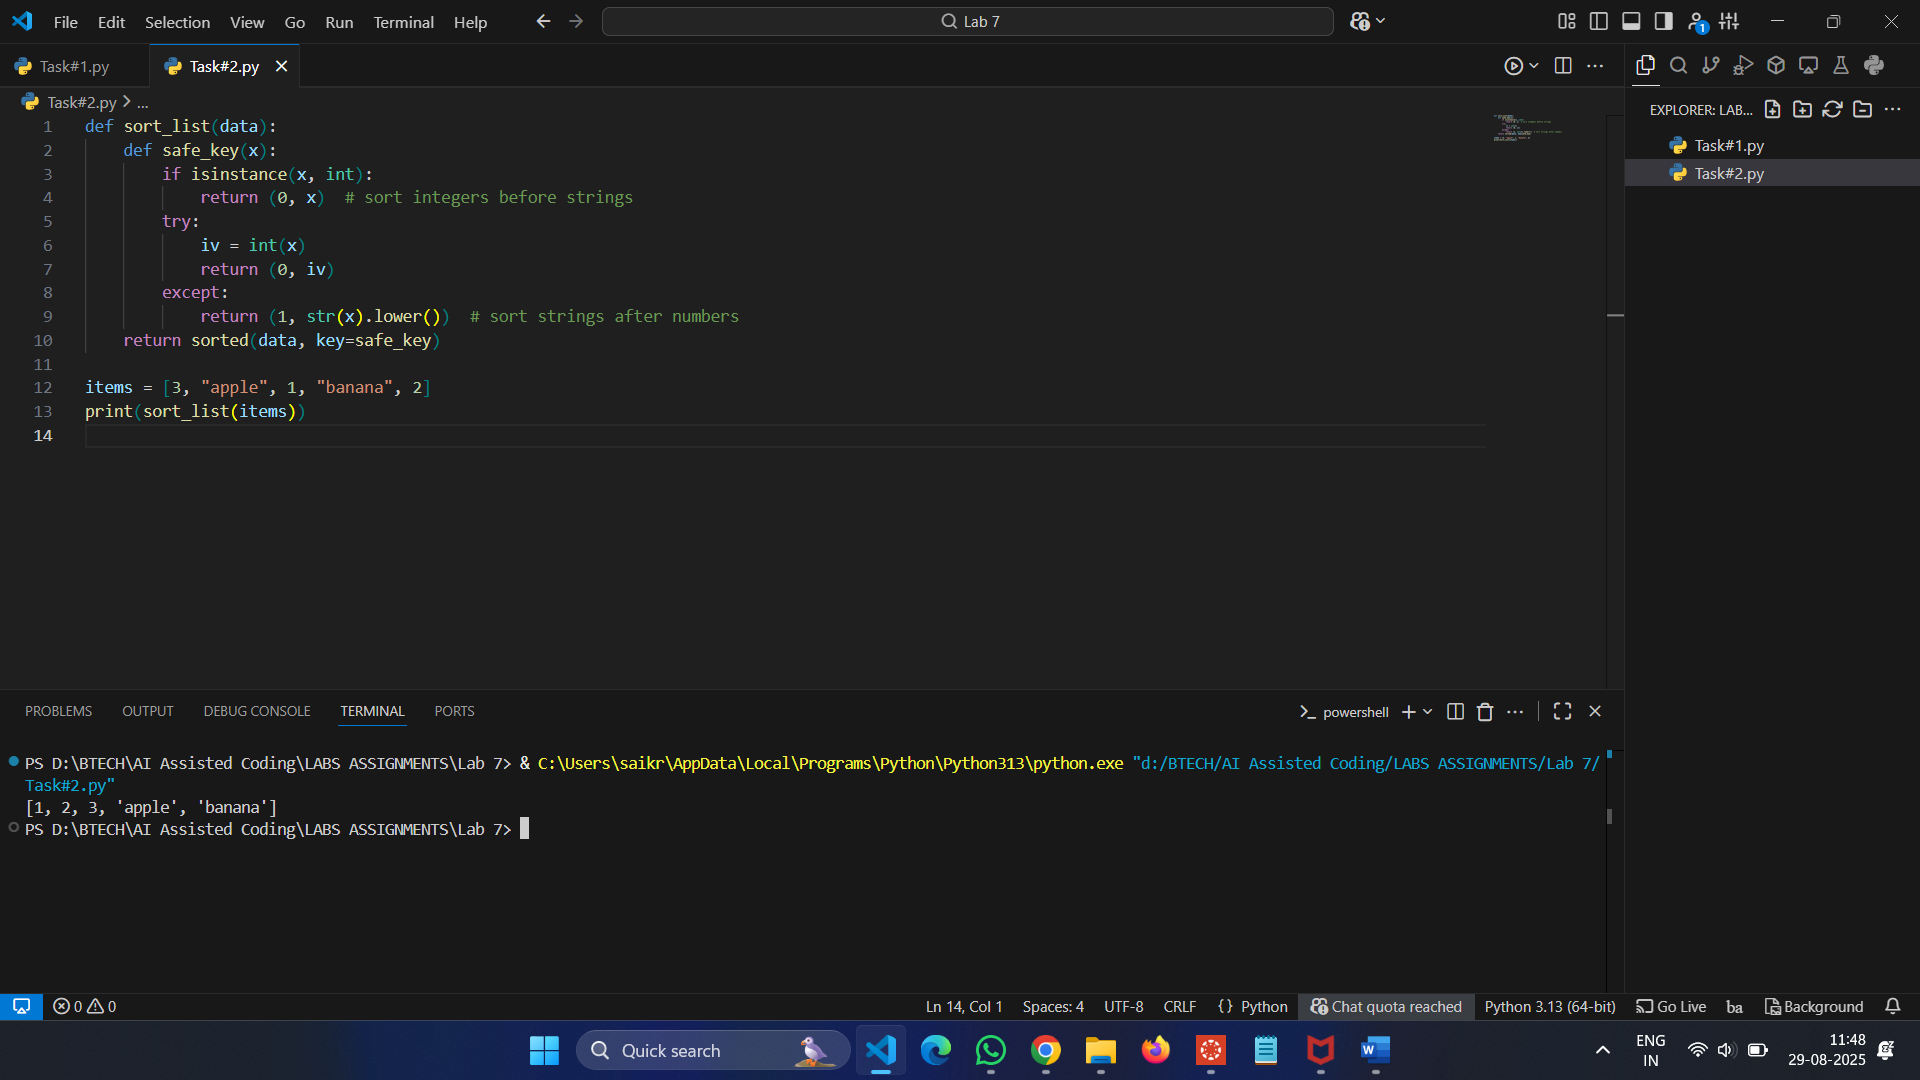 File Edit Selection View Go Run Terminal Help
Lab 7
Task#1.py
Task#2.py
Task#2.py > ...
1 def sort_list(data):
2     def safe_key(x):
3         if isinstance(x, int):
4             return (0, x)  # sort integers before strings
5         try:
6             iv = int(x)
7             return (0, iv)
8         except:
9             return (1, str(x).lower())  # sort strings after numbers
10     return sorted(data, key=safe_key)
11
12 items = [3, "apple", 1, "banana", 2]
13 print(sort_list(items))
14
EXPLORER: LAB...
Task#1.py
Task#2.py
PROBLEMS OUTPUT DEBUG CONSOLE TERMINAL PORTS
powershell
PS D:\BTECH\AI Assisted Coding\LABS ASSIGNMENTS\Lab 7> & C:\Users\saikr\AppData\Local\Programs\Python\Python313\python.exe "d:/BTECH/AI Assisted Coding/LABS ASSIGNMENTS/Lab 7/
Task#2.py"
[1, 2, 3, 'apple', 'banana']
PS D:\BTECH\AI Assisted Coding\LABS ASSIGNMENTS\Lab 7>
0 0 Ln 14, Col 1 Spaces: 4 UTF-8 CRLF {} Python Chat quota reached Python 3.13 (64-bit) Go Live ba Background
Quick search
ENG
IN
11:48
29-08-2025